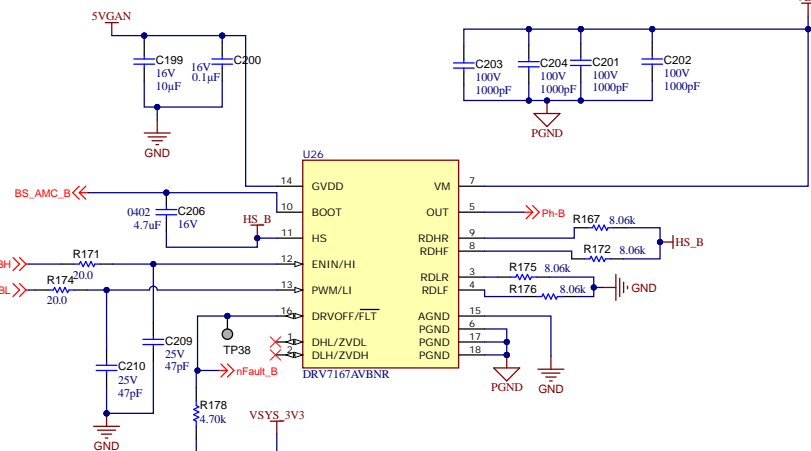 5VGAN
C199
16V
10µF
C200
16V
0.1µF
GND
C203
100V
1000pF
C204
100V
1000pF
C201
100V
1000pF
C202
100V
1000pF
PGND
U26
14 GVDD VM 7
BS_AMC_B
10 BOOT OUT 5 Ph-B
0402 C206
4.7uF 16V
HS_B
11 HS RDHR 9 R167 8.06k
RDHF 8 R172 8.06k HS_B
BH R171 20.0 12 ENIN/HI
RDLR 3 R175 8.06k
BL R174 20.0 13 PWM/LI RDLF 4 R176 8.06k GND
16 DRVOFF/FLT AGND 15
PGND 6
TP38
1 DHL/ZVDL PGND 17
2 DLH/ZVDH PGND 18
C209
25V
47pF
C210
25V
47pF
nFault_B
DRV7167AVBNR
PGND
GND
R178
4.70k
VSYS_3V3
GND